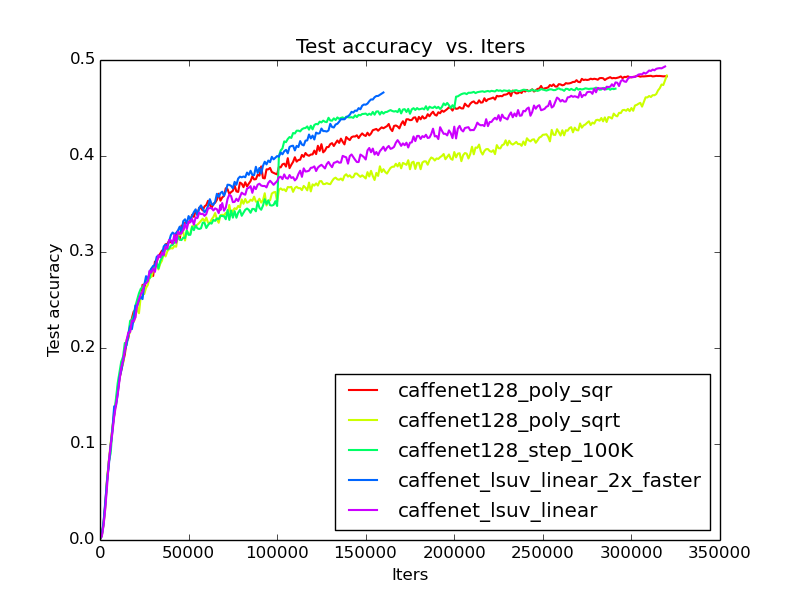 Test accuracy  vs. Iters
Test accuracy
0.5
0.4
0.3
0.2
0.1
0.0
0 50000 100000 150000 200000 250000 300000 350000
Iters
caffenet128_poly_sqr
caffenet128_poly_sqrt
caffenet128_step_100K
caffenet_lsuv_linear_2x_faster
caffenet_lsuv_linear